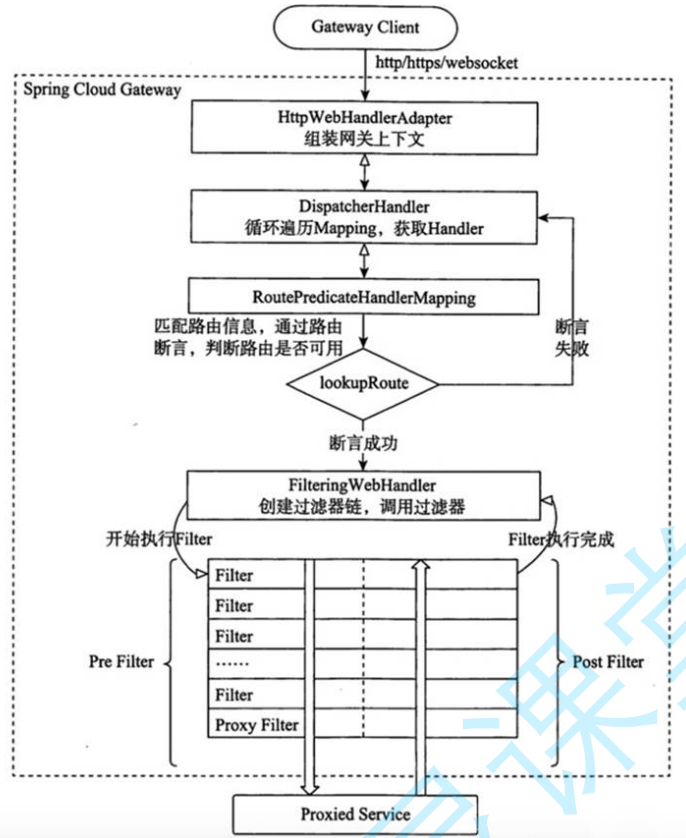 Gateway Client
http/https/websocket
Spring Cloud Gateway
HttpWebHandlerAdapter
组装网关上下文
DispatcherHandler
循环遍历Mapping，获取Handler
RoutePredicateHandlerMapping
匹配路由信息，通过路由
断言，判断路由是否可用
断言
失败
lookupRoute
断言成功
FilteringWebHandler
创建过滤器链，调用过滤器
开始执行Filter
Filter执行完成
Filter
Filter
Filter
……
Filter
Proxy Filter
Pre Filter
Post Filter
Proxied Service
课堂